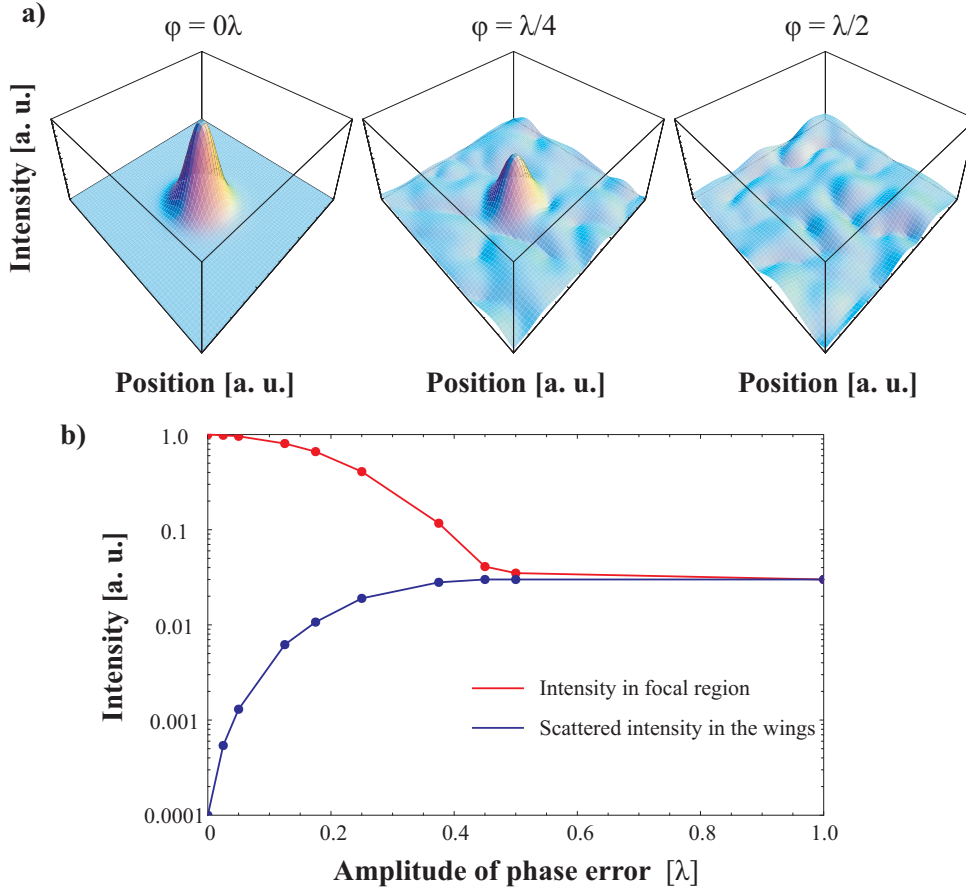 a)
φ = 0λ
φ = λ/4
φ = λ/2
Intensity [a. u.]
Position [a. u.]
Position [a. u.]
Position [a. u.]
b)
1.0
0.1
0.01
0.001
0.0001
Intensity [a. u.]
Intensity in focal region
Scattered intensity in the wings
0
0.2
0.4
0.6
0.8
1.0
Amplitude of phase error [λ]